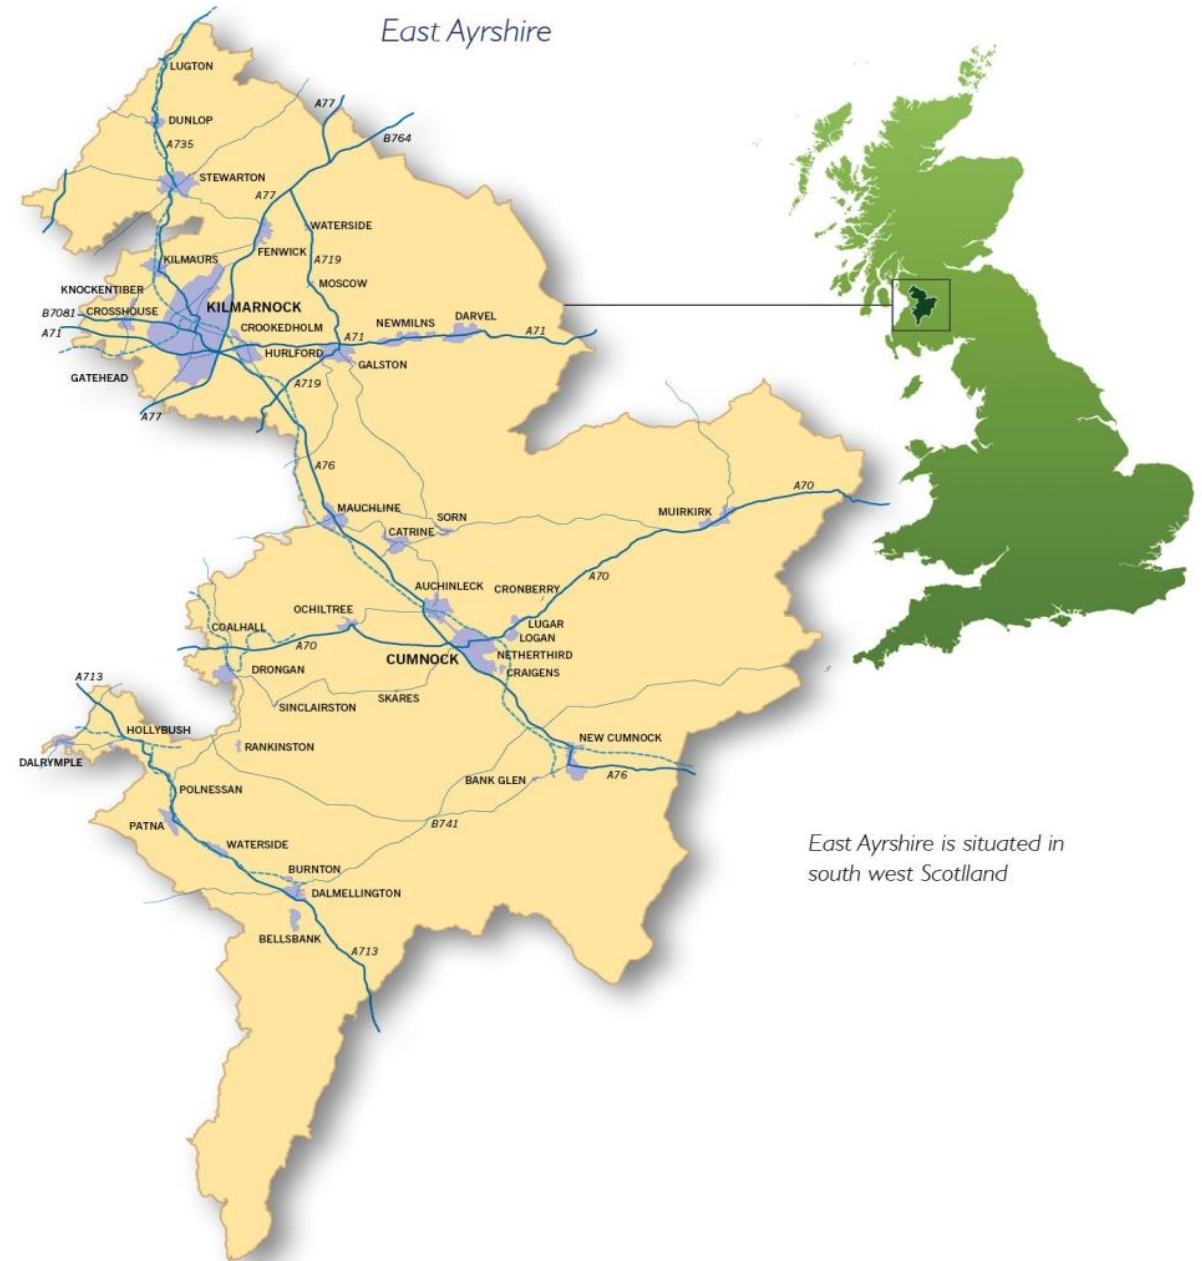 East Ayrshire
LUGTON
A77
DUNLOP
B764
A735
STEWARTON
A77
WATERSIDE
FENWICK
KILMAURS
A719
MOSCOW
KNOCKENTIBER
KILMARNOCK
B7081
CROSSHOUSE
CROOKEDHOLM
NEWMILNS
DARVEL
A71
A71
A71
HURLFORD
GALSTON
GATEHEAD
A719
A77
A76
A70
MAUCHLINE
SORN
MUIRKIRK
CATRINE
A70
AUCHINLECK
CRONBERRY
OCHILTREE
COALHALL
LUGAR
LOGAN
A70
CUMNOCK
NETHERTHIRD
DRONGAN
CRAIGENS
A713
SKARES
SINCLAIRSTON
HOLLYBUSH
NEW CUMNOCK
RANKINSTON
DALRYMPLE
BANK GLEN
A76
POLNESSAN
PATNA
B741
WATERSIDE
East Ayrshire is situated in
south west Scotlland
BURNTON
DALMELLINGTON
BELLSBANK
A713